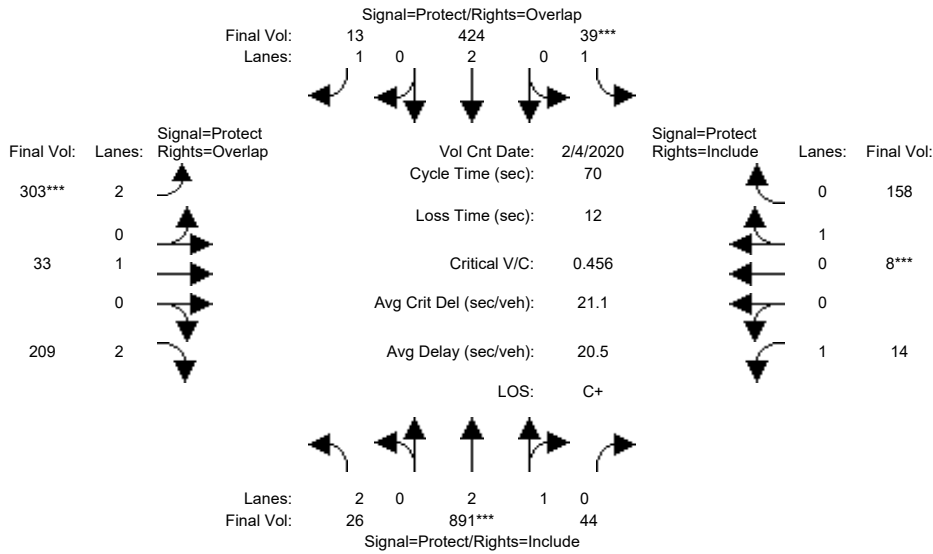 Signal=Protect/Rights=Overlap
Final Vol: 13 424 39***
Lanes: 1 0 2 0 1
Signal=Protect
Final Vol: Lanes: Rights=Overlap
Vol Cnt Date: 2/4/2020
Signal=Protect
Rights=Include Lanes: Final Vol:
303*** 2
Cycle Time (sec): 70
0 158
Loss Time (sec): 12
0
1
33 1
Critical V/C: 0.456
0 8***
0
Avg Crit Del (sec/veh): 21.1
0
209 2
Avg Delay (sec/veh): 20.5
1 14
LOS: C+
Lanes: 2 0 2 1 0
Final Vol: 26 891*** 44
Signal=Protect/Rights=Include